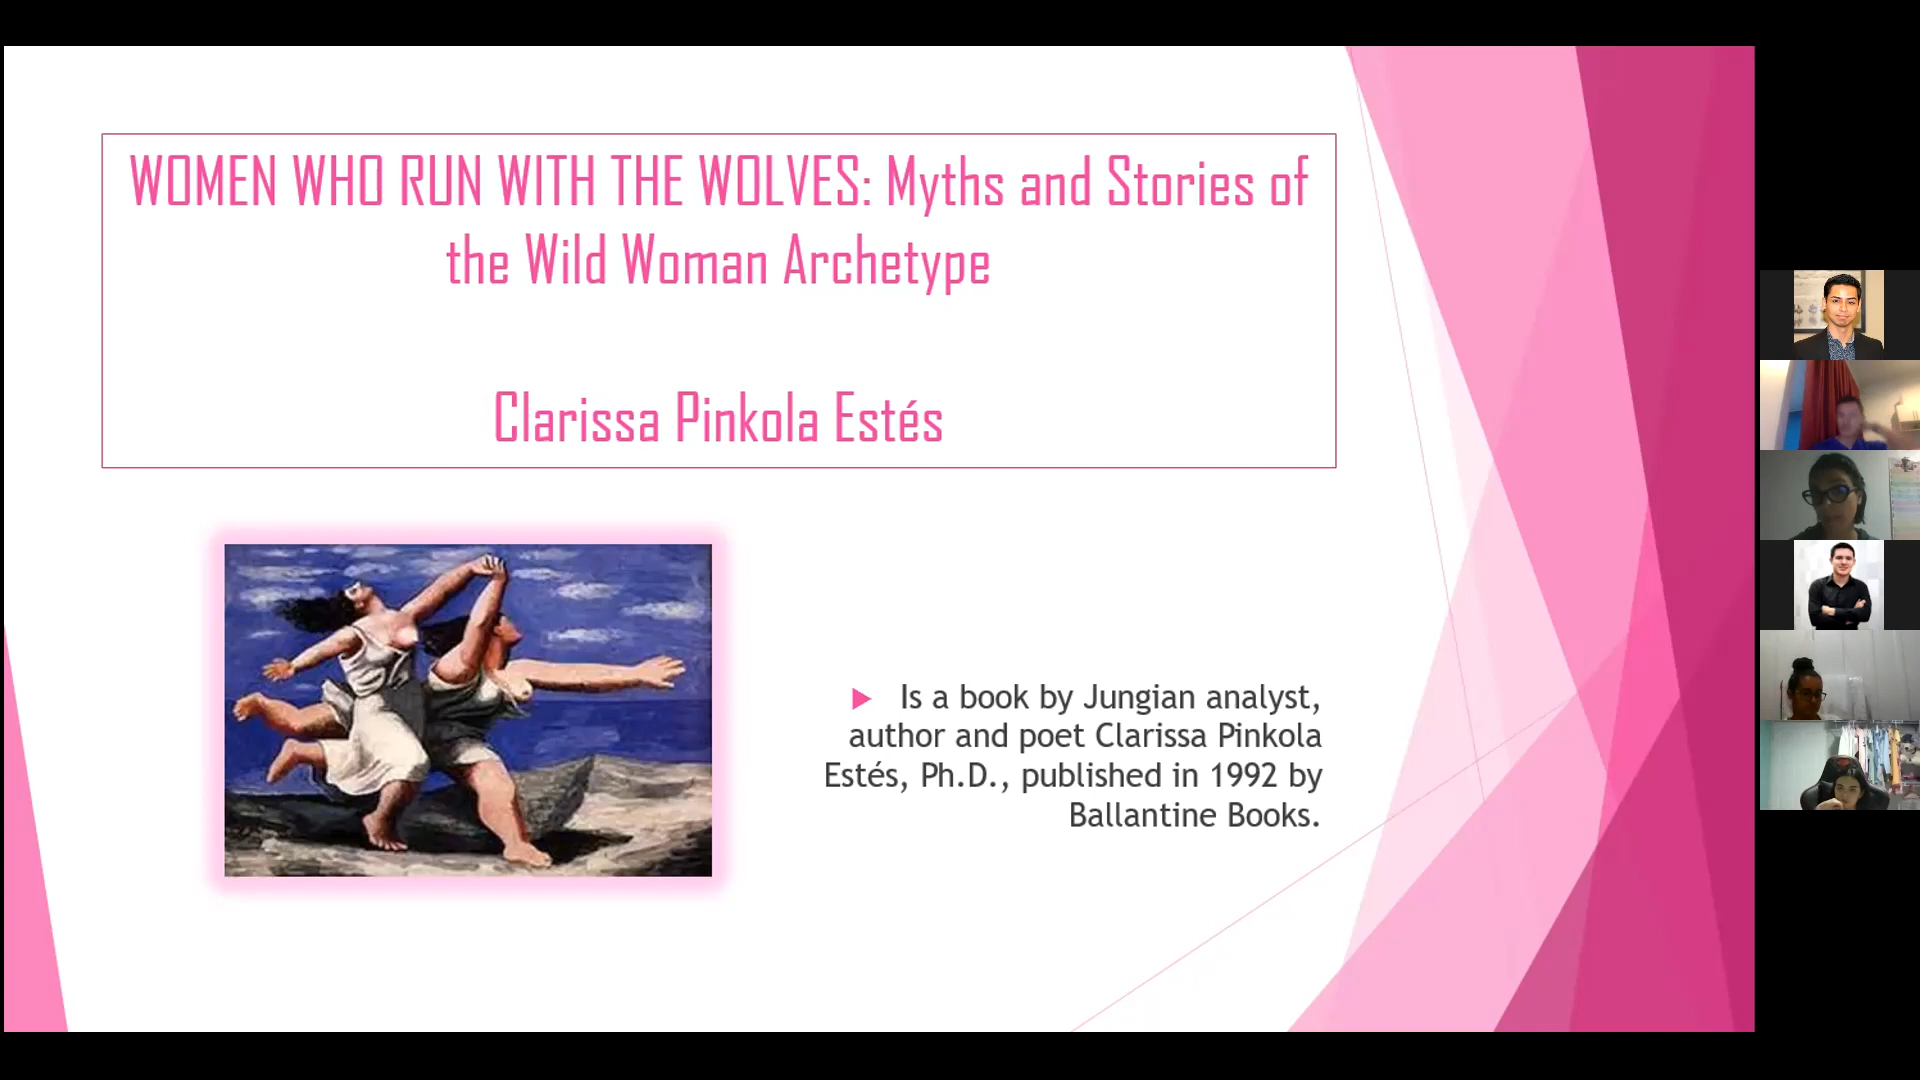 WOMEN WHO RUN WITH THE WOLVES: Myths and Stories of
the Wild Woman Archetype
Clarissa Pinkola Estés
Is a book by Jungian analyst,
author and poet Clarissa Pinkola
Estés, Ph.D., published in 1992 by
Ballantine Books.